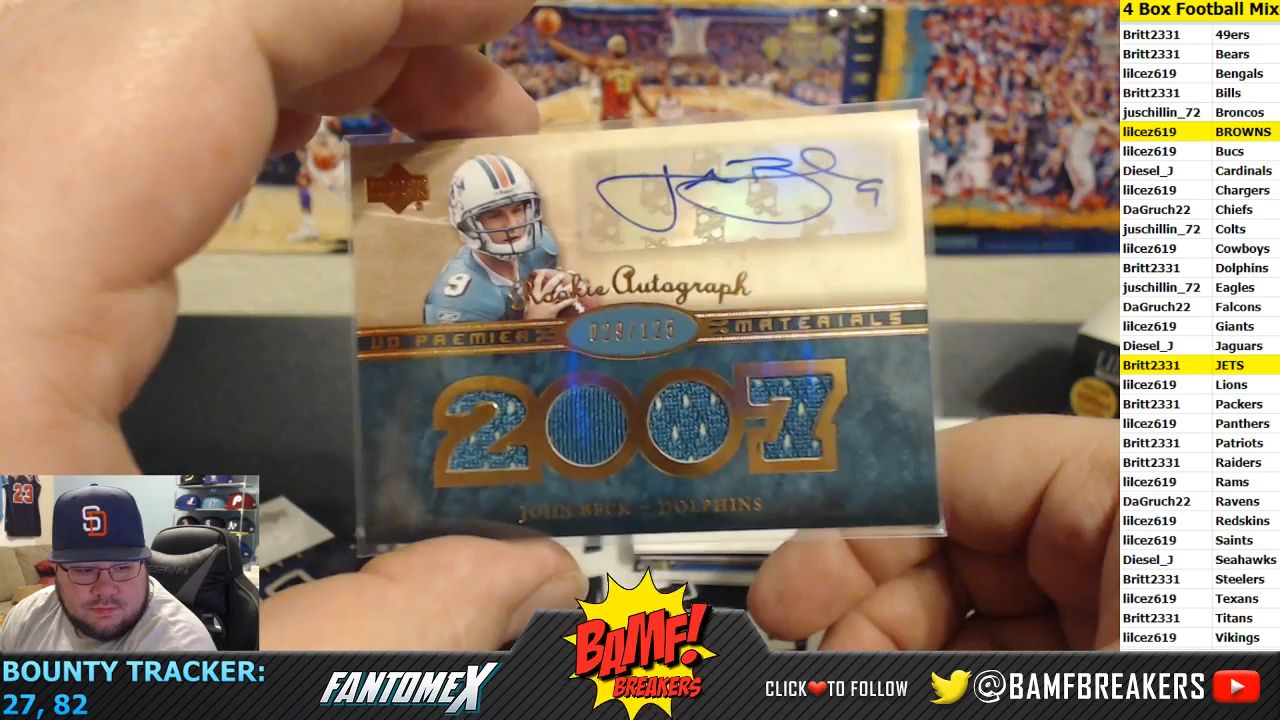 4 Box Football Mix
Britt2331 49ers
Britt2331 Bears
lilcez619 Bengals
Britt2331 Bills
juschillin_72 Broncos
lilcez619 BROWNS
lilcez619 Bucs
Diesel_J Cardinals
lilcez619 Chargers
DaGruch22 Chiefs
juschillin_72 Colts
lilcez619 Cowboys
Britt2331 Dolphins
juschillin_72 Eagles
DaGruch22 Falcons
lilcez619 Giants
Diesel_J Jaguars
Britt2331 JETS
lilcez619 Lions
Britt2331 Packers
lilcez619 Panthers
Britt2331 Patriots
Britt2331 Raiders
lilcez619 Rams
DaGruch22 Ravens
lilcez619 Redskins
lilcez619 Saints
Diesel_J Seahawks
Britt2331 Steelers
lilcez619 Texans
Britt2331 Titans
lilcez619 Vikings
9
9
Rookie Autograph
UD PREMIER MATERIALS
2007
JOHN BECK ~ DOLPHINS
23
SD
BOUNTY TRACKER:
27, 82
FANTOMEX
BAMF!
BREAKERS
CLICK❤TO FOLLOW
@BAMFBREAKERS